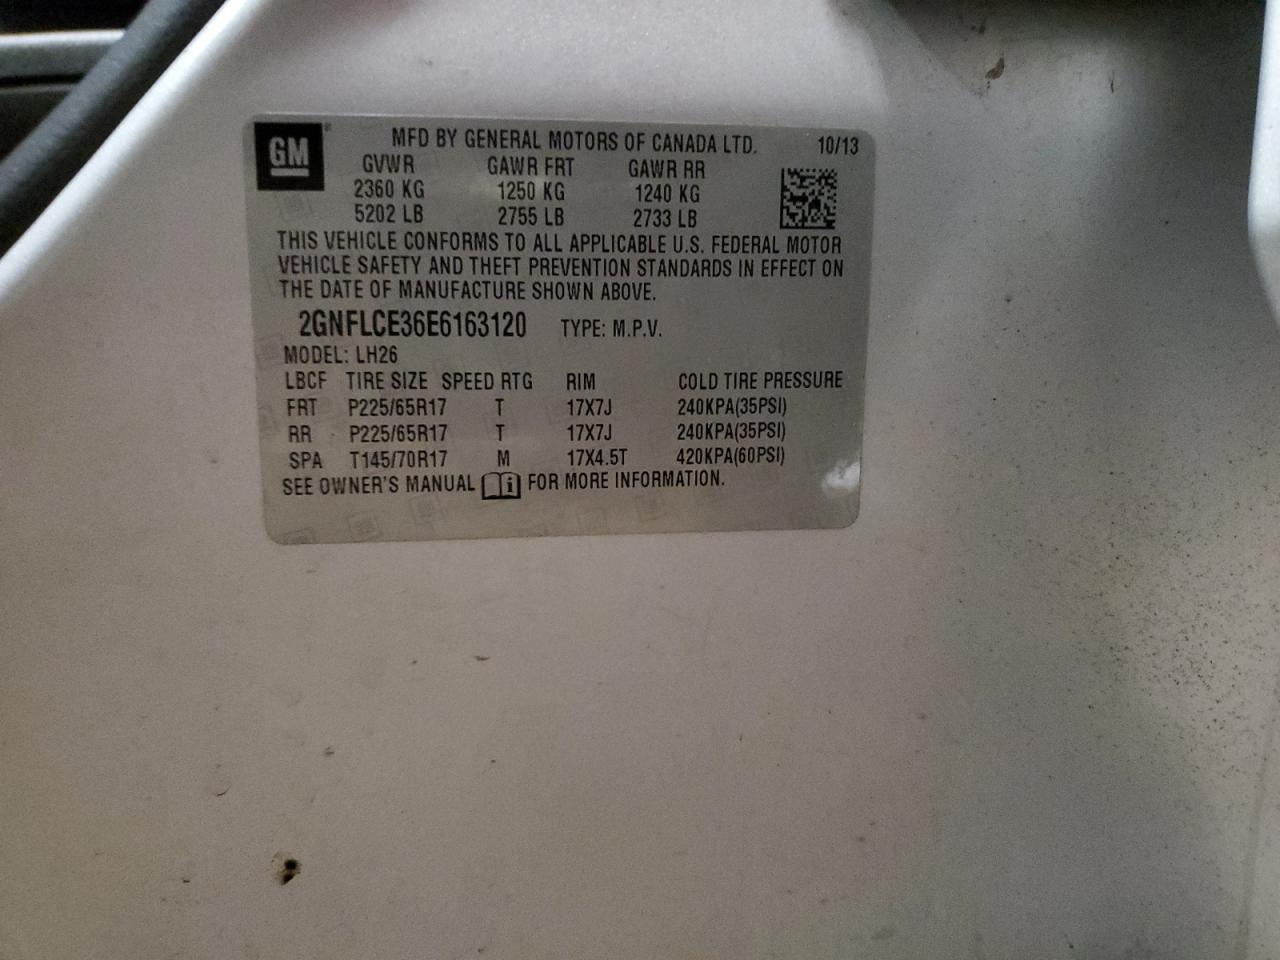 GM MFD BY GENERAL MOTORS OF CANADA LTD. 10/13
GVWR GAWR FRT GAWR RR
2360 KG 1250 KG 1240 KG
5202 LB 2755 LB 2733 LB
THIS VEHICLE CONFORMS TO ALL APPLICABLE U.S. FEDERAL MOTOR
VEHICLE SAFETY AND THEFT PREVENTION STANDARDS IN EFFECT ON
THE DATE OF MANUFACTURE SHOWN ABOVE.
2GNFLCE36E6163120 TYPE: M.P.V.
MODEL: LH26
LBCF TIRE SIZE SPEED RTG RIM COLD TIRE PRESSURE
FRT P225/65R17 T 17X7J 240KPA(35PSI)
RR P225/65R17 T 17X7J 240KPA(35PSI)
SPA T145/70R17 M 17X4.5T 420KPA(60PSI)
SEE OWNER'S MANUAL i FOR MORE INFORMATION.